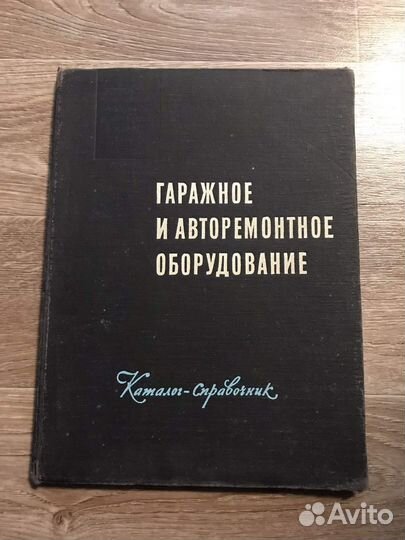 ГАРАЖНОЕ
И АВТОРЕМОНТНОЕ
ОБОРУДОВАНИЕ
Каталог-справочник
Avito